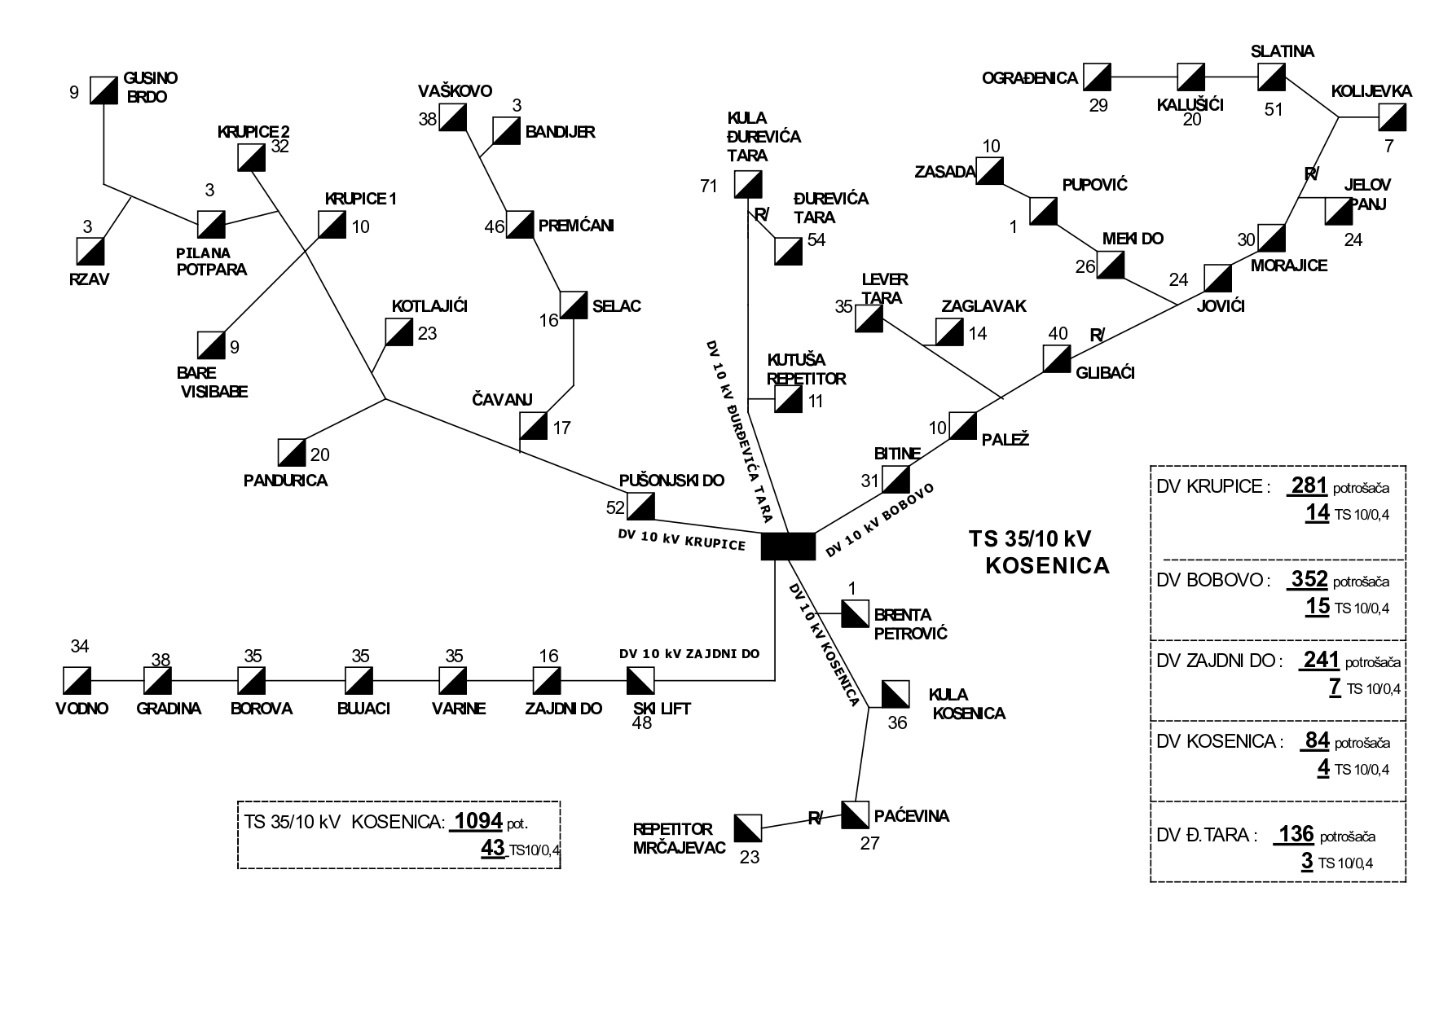 SLATINA
OGRAĐENICA
29
KALUŠIĆI
20
51
KOLIJEVKA
7
GUSINO
BRDO
9
VAŠKOVO
38
3
BANDIJER
KRUPICE 2
32
KULA
ĐUREVIĆA
TARA
71
R/
ĐUREVIĆA
TARA
54
10
ZASADA
PUPOVIĆ
1
R/
JELOV
PANJ
24
3
PILANA
POTPARA
KRUPICE 1
10
3
RZAV
46
PREMIĆANI
MEKI DO
26
30
MORAJICE
24
JOVIĆI
LEVER
TARA
35
ZAGLAVAK
14
40
R/
GLIBAĆI
KOTLAJIĆI
23
16
SELAC
9
BARE
VISIBABE
KUTUŠA
REPETITOR
11
DV 10 kV ĐURĐEVIĆA TARA
ČAVANJ
17
10
PALEŽ
20
PANDURICA
BITINE
31
PUŠONJSKI DO
52
DV 10 kV KRUPICE
DV 10 kV BOBOVO
TS 35/10 kV
KOSENICA
DV KRUPICE : 281 potrošača
14 TS 10/0,4
DV BOBOVO : 352 potrošača
15 TS 10/0,4
DV ZAJDNI DO : 241 potrošača
7 TS 10/0,4
DV KOSENICA : 84 potrošača
4 TS 10/0,4
DV Đ.TARA : 136 potrošača
3 TS 10/0,4
DV 10 kV KOSENICA
1
BRENTA
PETROVIĆ
DV 10 kV ZAJDNI DO
34
38
35
35
35
16
VODNO
GRADINA
BOROVA
BUJACI
VARINE
ZAJDNI DO
SKI LIFT
48
KULA
KOSENICA
36
TS 35/10 kV KOSENICA: 1094 pot.
43 TS10/0,4
REPETITOR
MRČAJEVAC
23
R/
PAĆEVINA
27